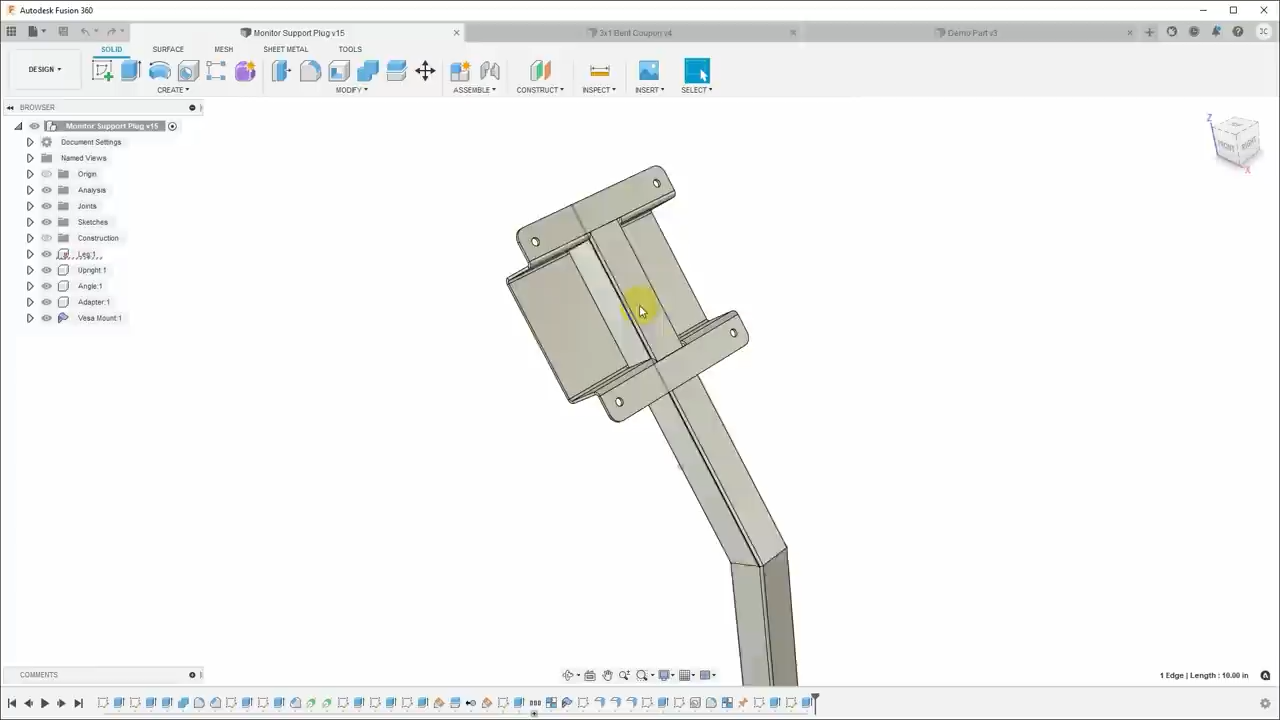 Autodesk Fusion 360
Monitor Support Plug v15
3x1 Bent Coupon v4
Demo Part v3
SOLID
SURFACE
MESH
SHEET METAL
TOOLS
DESIGN
CREATE
MODIFY
ASSEMBLE
CONSTRUCT
INSPECT
INSERT
SELECT
BROWSER
Monitor Support Plug v15
Document Settings
Named Views
Origin
Analysis
Joints
Sketches
Construction
Leg:1
Upright:1
Angle:1
Adapter:1
Vesa Mount:1
Z
FRONT
RIGHT
X
COMMENTS
1 Edge | Length : 10.00 in